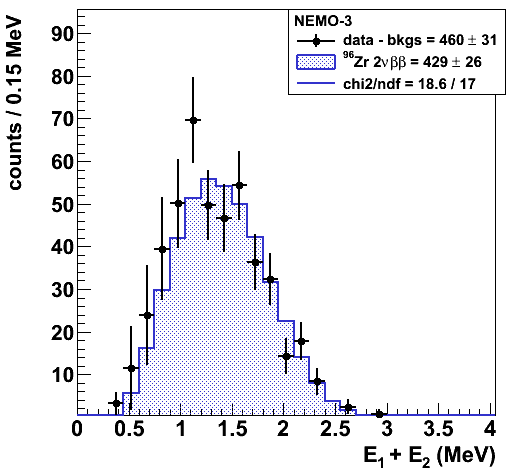 NEMO-3
data - bkgs = 460 ± 31
⁹⁶Zr 2νββ = 429 ± 26
chi2/ndf = 18.6 / 17
counts / 0.15 MeV
90
80
70
60
50
40
30
20
10
0 0.5 1 1.5 2 2.5 3 3.5 4
E₁ + E₂ (MeV)